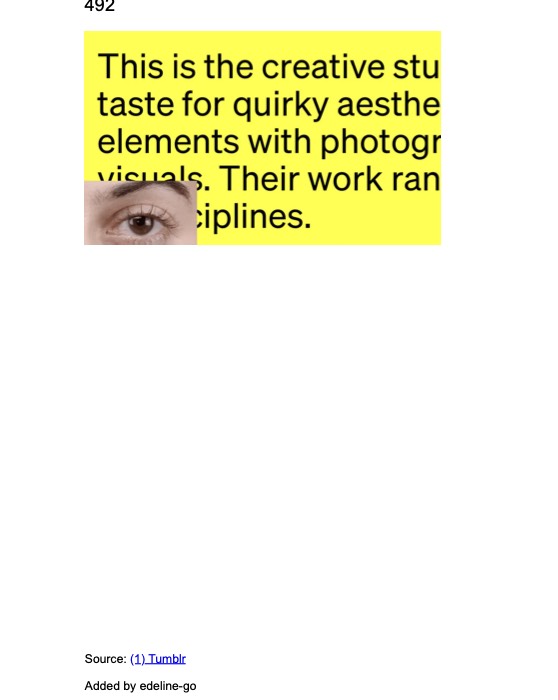 492
This is the creative stu
taste for quirky aesthe
elements with photogr
visuals. Their work ran
ciplines.
Source: (1) Tumblr
Added by edeline-go